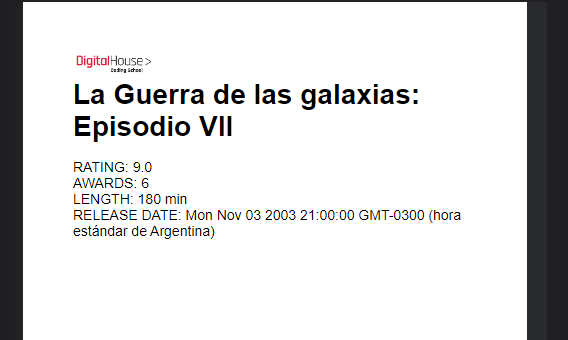 DigitalHouse>
Coding School
La Guerra de las galaxias:
Episodio VII
RATING: 9.0
AWARDS: 6
LENGTH: 180 min
RELEASE DATE: Mon Nov 03 2003 21:00:00 GMT-0300 (hora
estándar de Argentina)